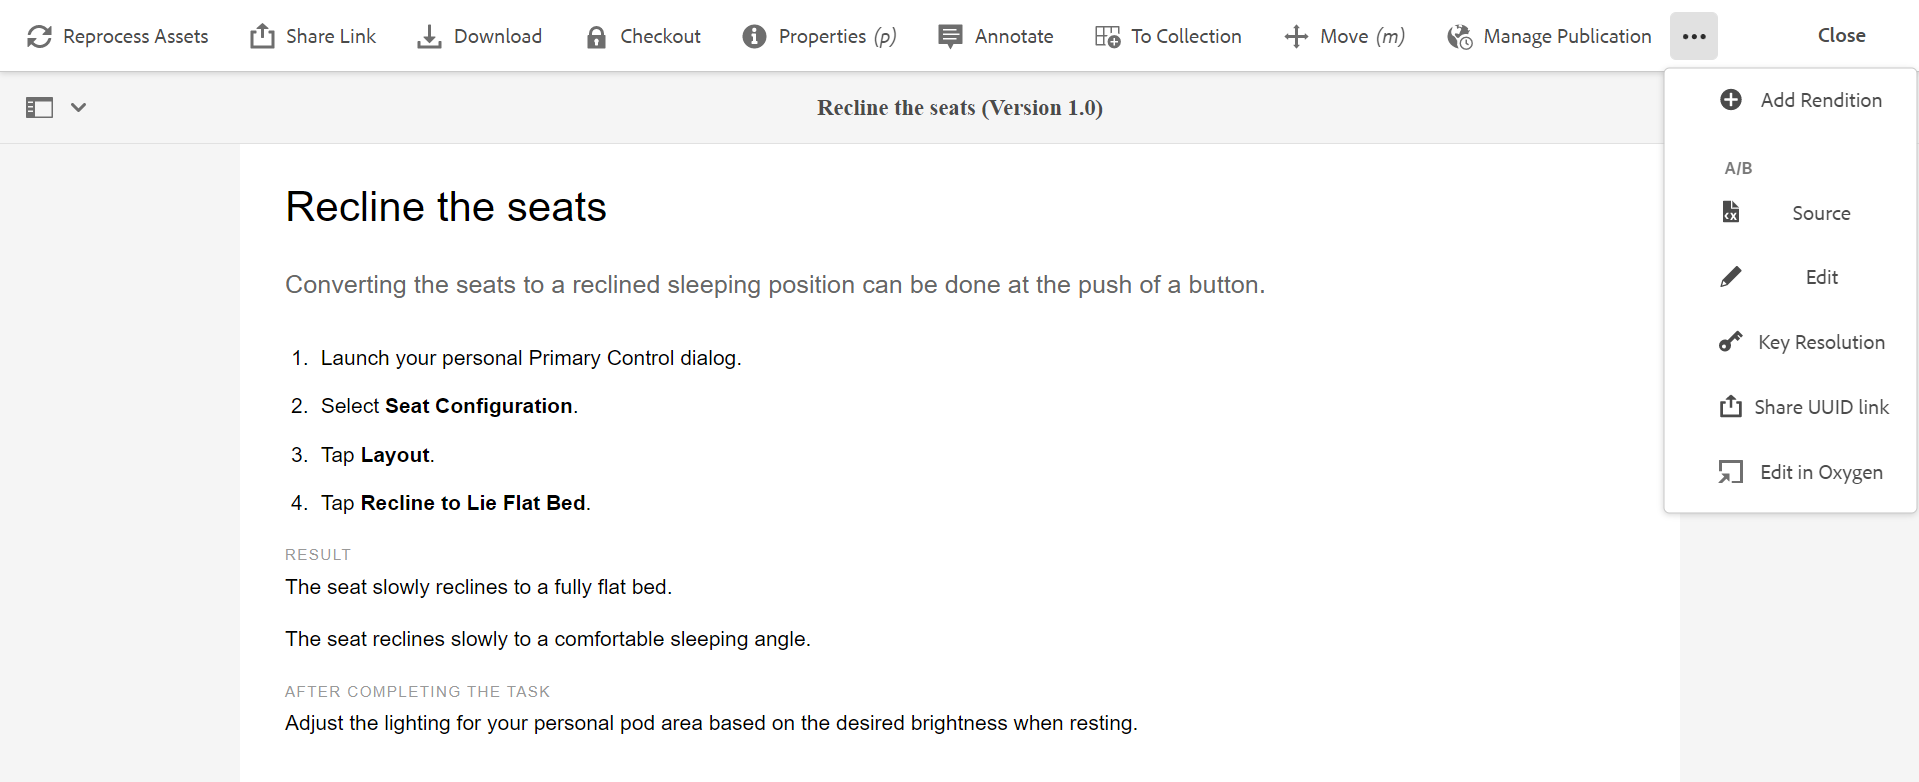 Reprocess Assets Share Link Download Checkout Properties (p) Annotate To Collection Move (m) Manage Publication Close
Recline the seats (Version 1.0)
Add Rendition
A/B
Source
Edit
Key Resolution
Share UUID link
Edit in Oxygen
Recline the seats
Converting the seats to a reclined sleeping position can be done at the push of a button.
1. Launch your personal Primary Control dialog.
2. Select Seat Configuration.
3. Tap Layout.
4. Tap Recline to Lie Flat Bed.
RESULT
The seat slowly reclines to a fully flat bed.
The seat reclines slowly to a comfortable sleeping angle.
AFTER COMPLETING THE TASK
Adjust the lighting for your personal pod area based on the desired brightness when resting.